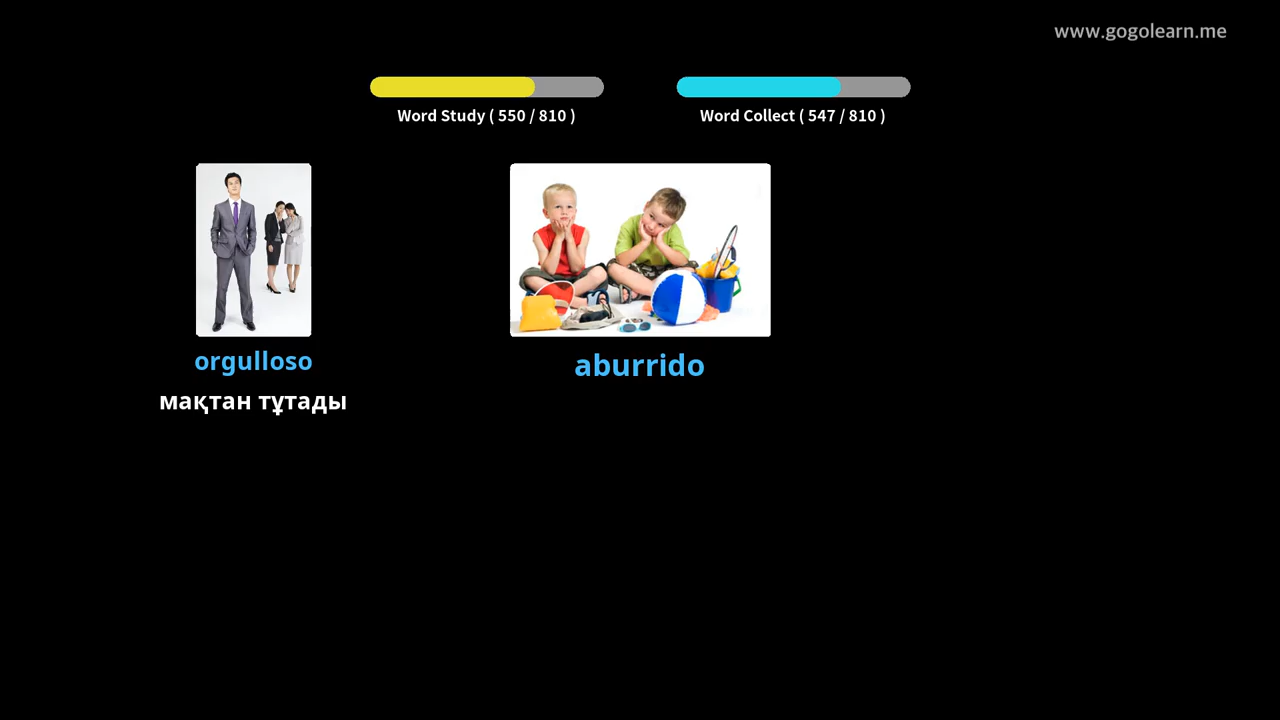 www.gogolearn.me
Word Study ( 550 / 810 )
Word Collect ( 547 / 810 )
orgulloso
мақтан тұтады
aburrido